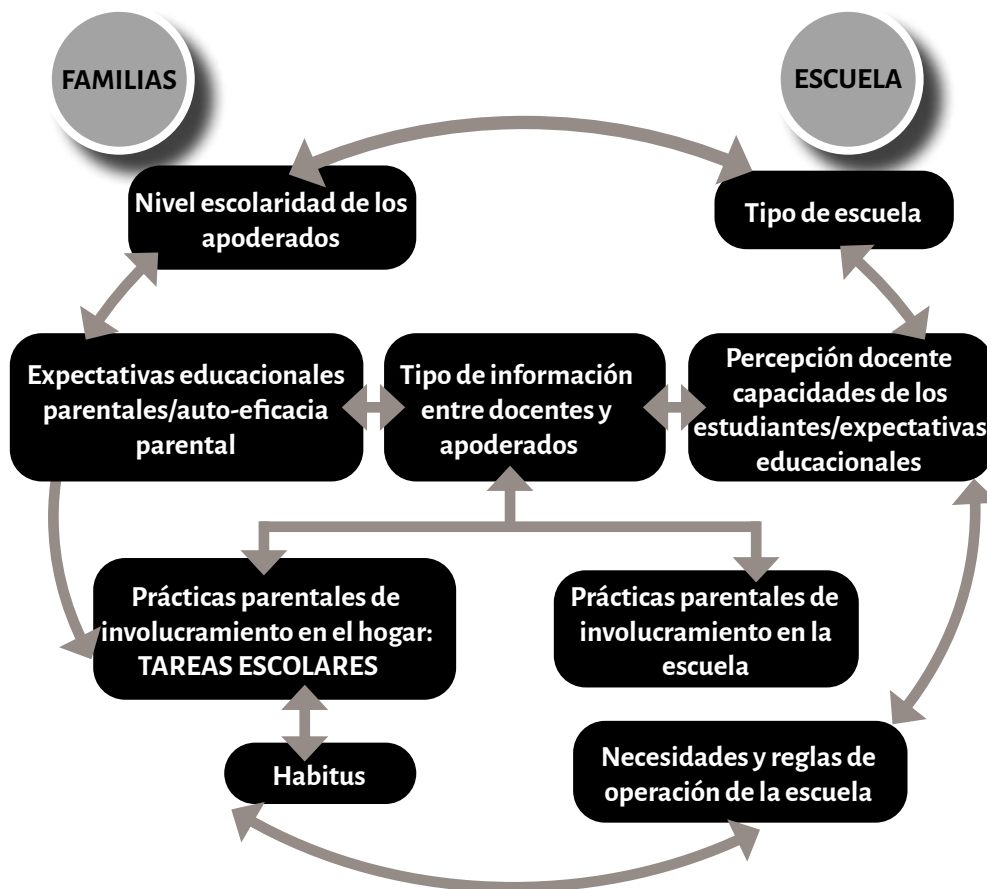 FAMILIAS
ESCUELA
Nivel escolaridad de los
apoderados
Tipo de escuela
Expectativas educacionales
parentales/auto-eficacia
parental
Tipo de información
entre docentes y
apoderados
Percepción docente
capacidades de los
estudiantes/expectativas
educacionales
Prácticas parentales de
involucramiento en el hogar:
TAREAS ESCOLARES
Prácticas parentales de
involucramiento en la
escuela
Habitus
Necesidades y reglas de
operación de la escuela